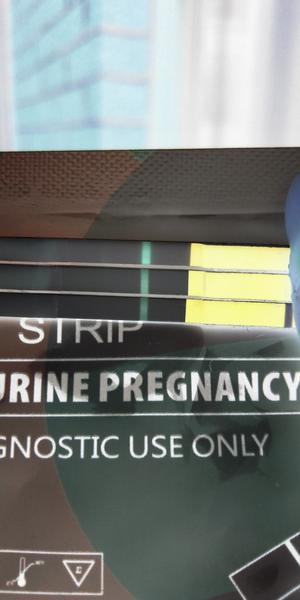 STRIP
URINE PREGNANCY
GNOSTIC USE ONLY